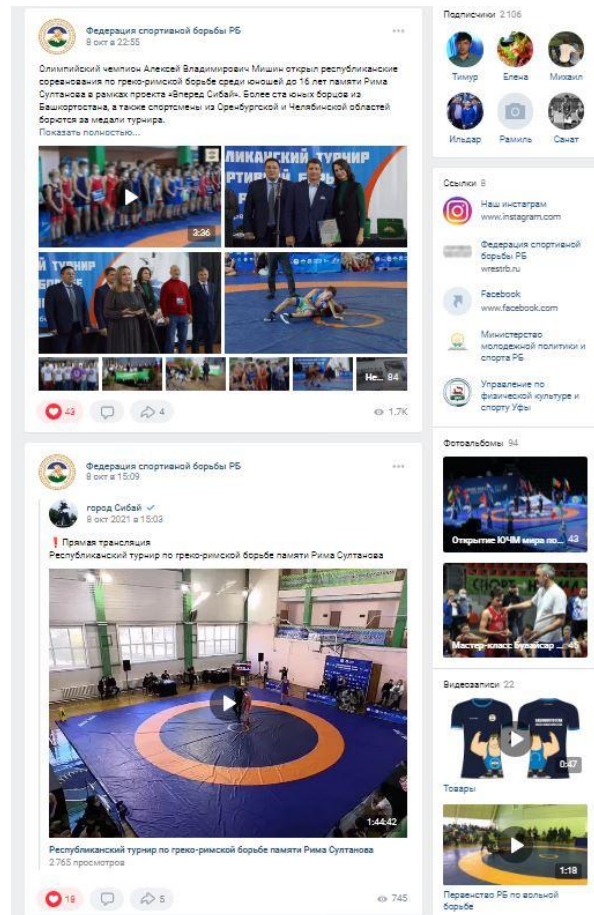 Федерация спортивной борьбы РБ
8 окт в 22:55
Олимпийский чемпион Алексей Владимирович Мишин открыл республиканские
соревнования по греко-римской борьбе среди юношей до 16 лет памяти Рима
Султанова в рамках проекта «Вперед Сибай». Более ста юных борцов из
Башкортостана, а также спортсмены из Оренбургской и Челябинской областей
борются за медали турнира.
Показать полностью...
ЛИКАНСКИЙ ТУРНИР
3:36
Й ТУРНИР
Не... 84
43
4
1.7K
Федерация спортивной борьбы РБ
8 окт в 15:09
город Сибай
8 окт 2021 в 15:03
❗ Прямая трансляция
Республиканский турнир по греко-римской борьбе памяти Рима Султанова
1:44:42
Республиканский турнир по греко-римской борьбе памяти Рима Султанова
2 765 просмотров
19
5
745
Подписчики 2 106
Тимур Елена Михаил
Ильдар Рамиль Санат
Ссылки 8
Наш инстаграм
www.instagram.com
Федерация спортивной
борьбы РБ
wrestrb.ru
Facebook
www.facebook.com
Министерство
молодежной политики и
спорта РБ
Управление по
физической культуре и
спорту Уфы
Фотоальбомы 94
Открытие ЮЧМ мира по... 43
Мастер-класс Бувайсар ... 45
Видеозаписи 22
0:47
Товары
1:18
Первенство РБ по вольной
борьбе